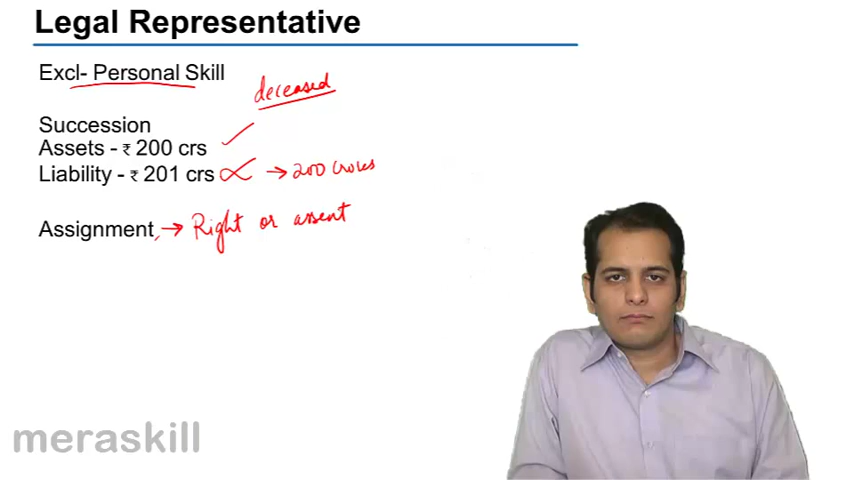 Legal Representative
Excl- Personal Skill
deceased
Succession
Assets - ₹ 200 crs
Liability - ₹ 201 crs → 200 crores
Assignment → Right or assent
meraskill